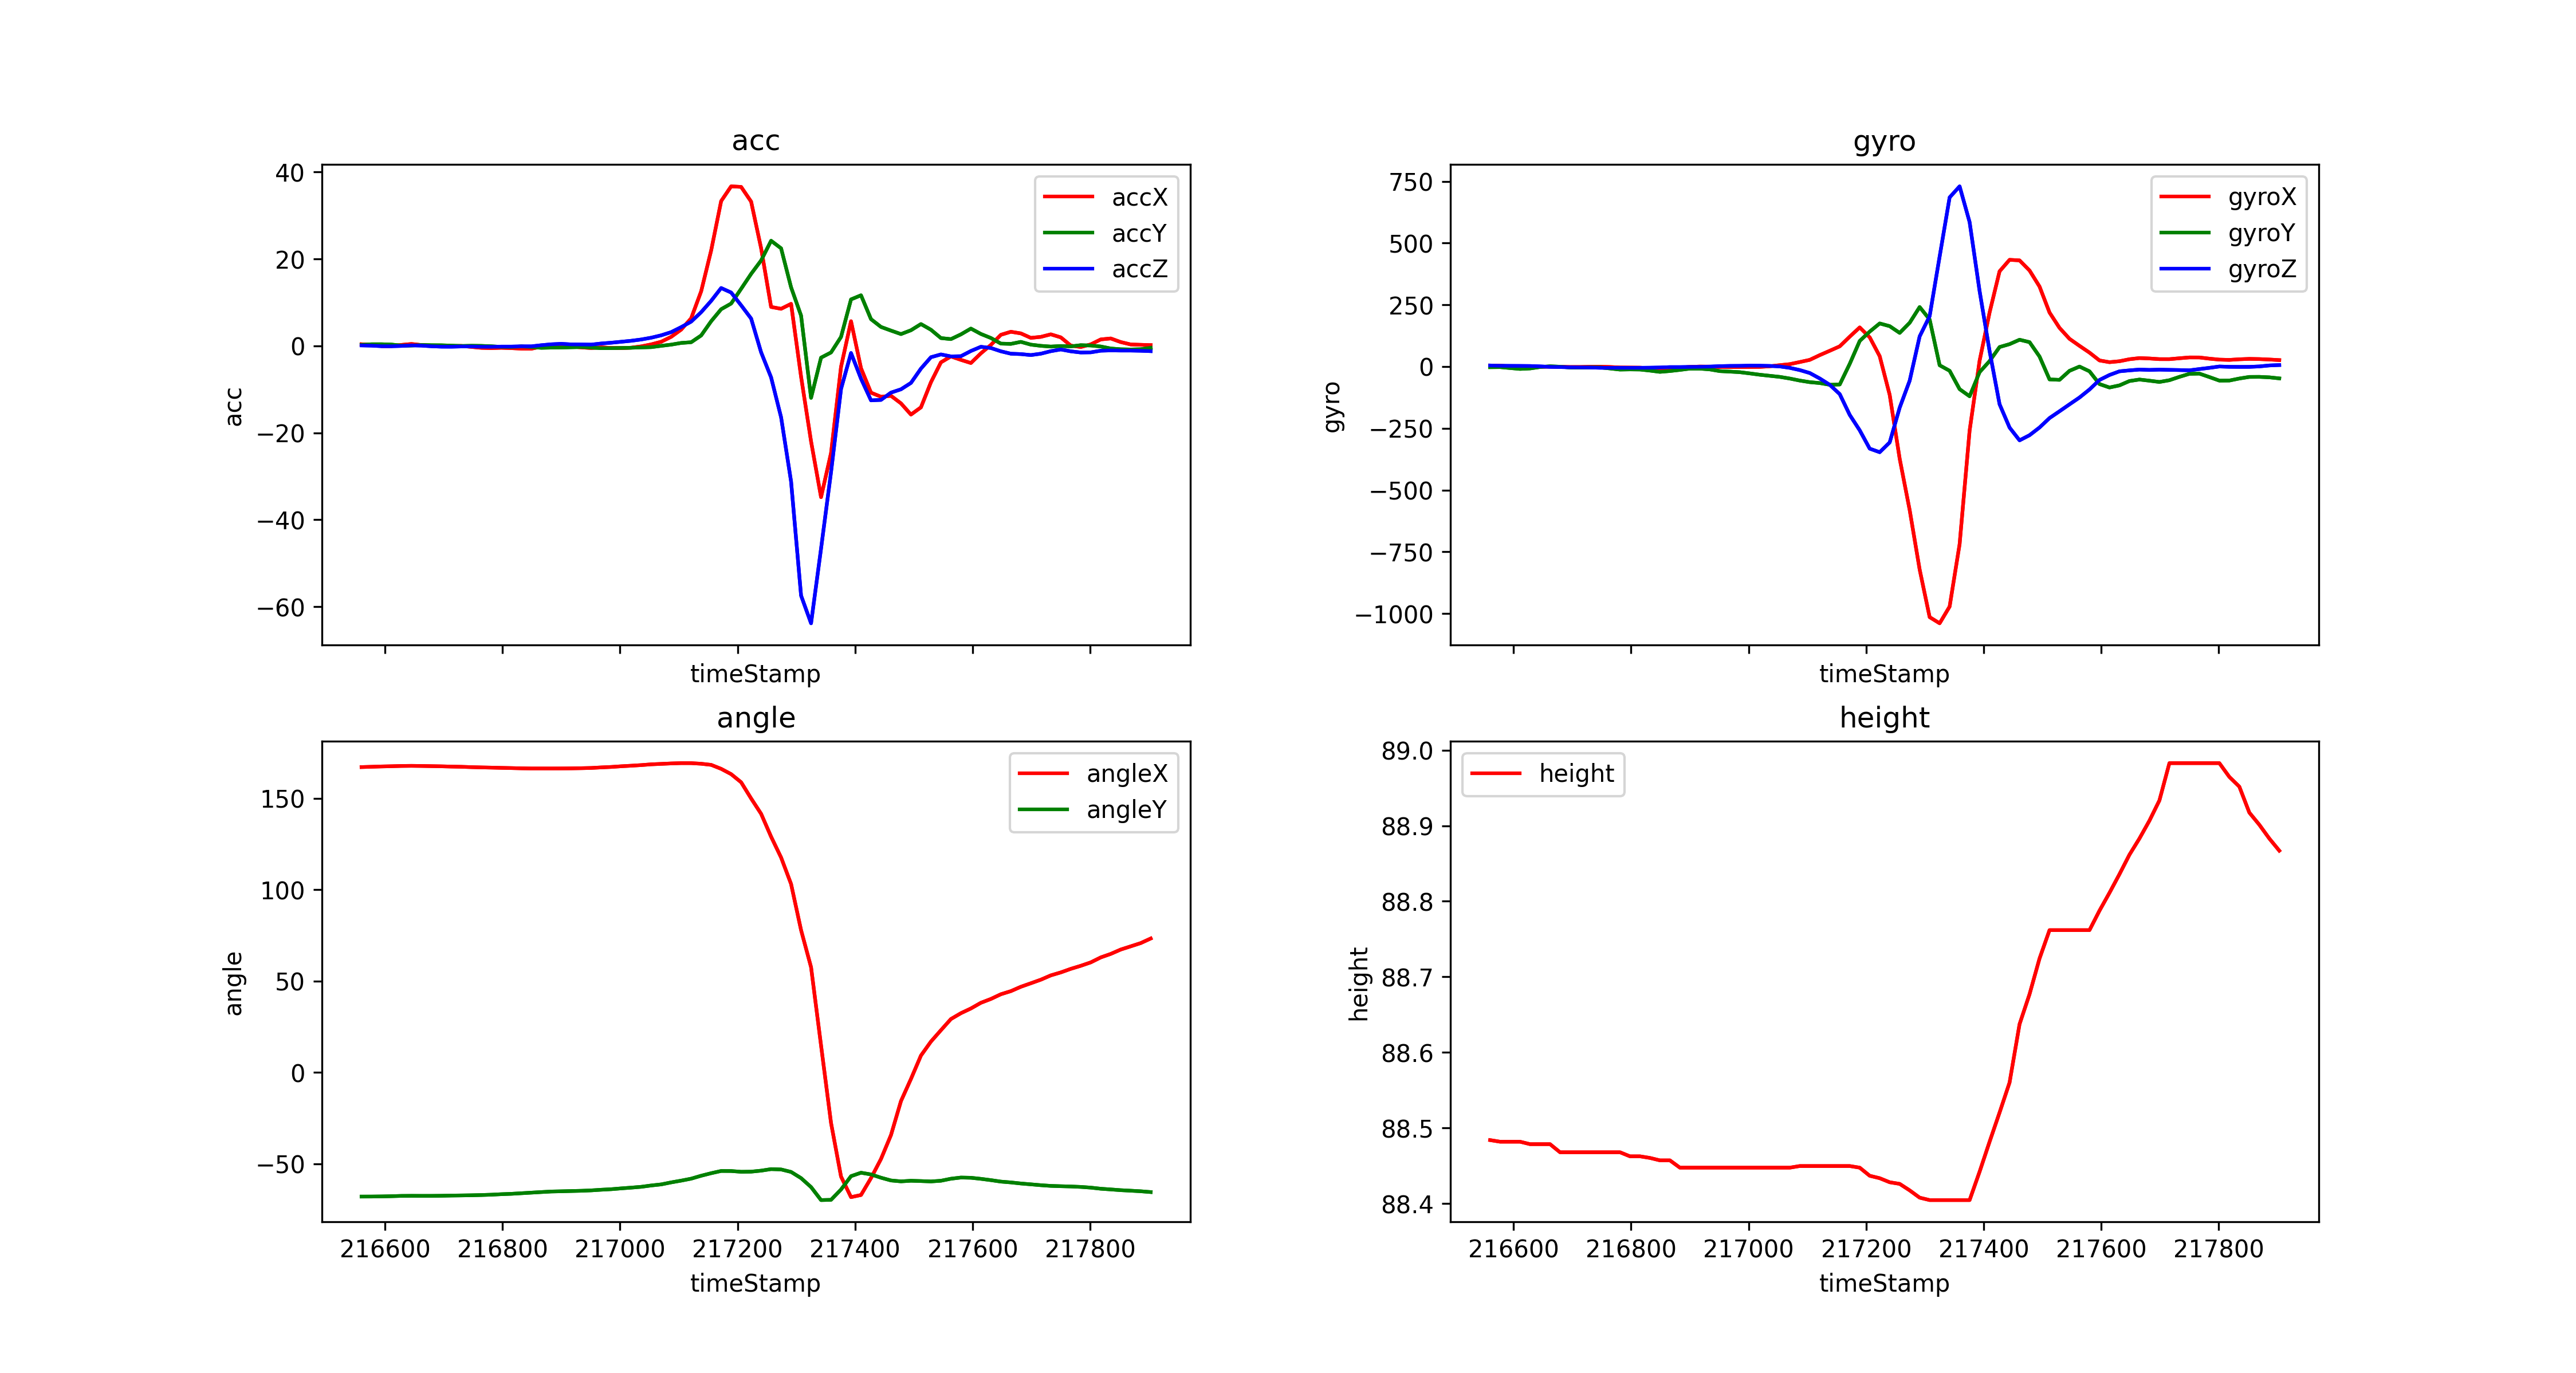 acc
40
20
0
−20
−40
−60
acc
accX
accY
accZ
timeStamp
gyro
750
500
250
0
−250
−500
−750
−1000
gyro
gyroX
gyroY
gyroZ
timeStamp
angle
150
100
50
0
−50
angle
angleX
angleY
216600 216800 217000 217200 217400 217600 217800
timeStamp
height
89.0
88.9
88.8
88.7
88.6
88.5
88.4
height
height
216600 216800 217000 217200 217400 217600 217800
timeStamp